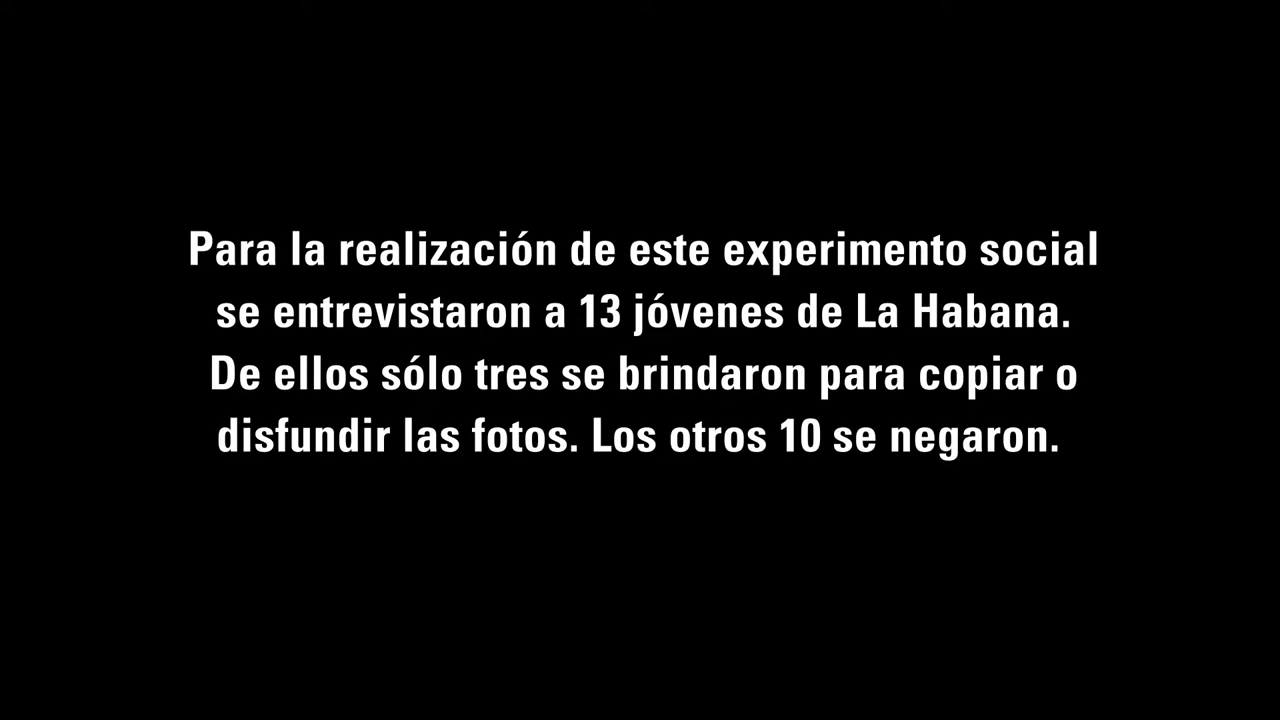 Para la realización de este experimento social
se entrevistaron a 13 jóvenes de La Habana.
De ellos sólo tres se brindaron para copiar o
disfundir las fotos. Los otros 10 se negaron.